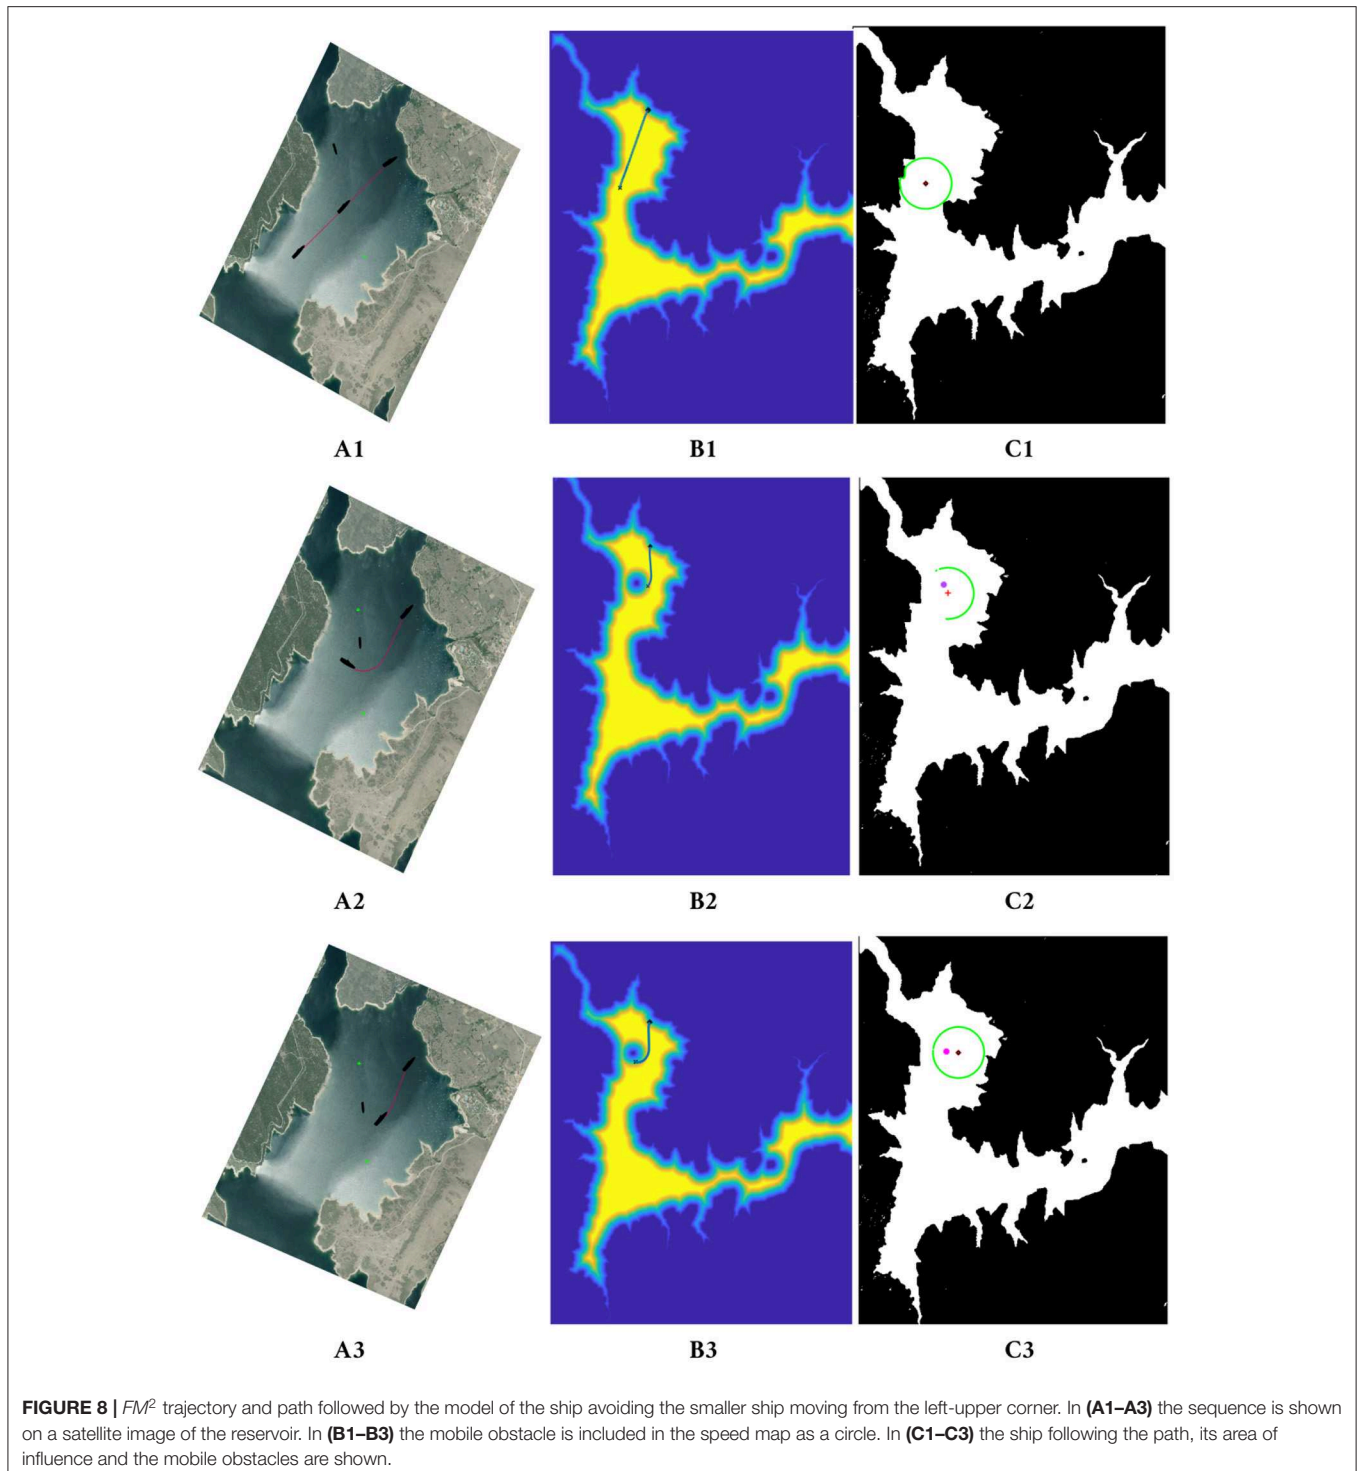 A1 B1 C1
A2 B2 C2
A3 B3 C3
FIGURE 8 | FM² trajectory and path followed by the model of the ship avoiding the smaller ship moving from the left-upper corner. In (A1–A3) the sequence is shown
on a satellite image of the reservoir. In (B1–B3) the mobile obstacle is included in the speed map as a circle. In (C1–C3) the ship following the path, its area of
influence and the mobile obstacles are shown.